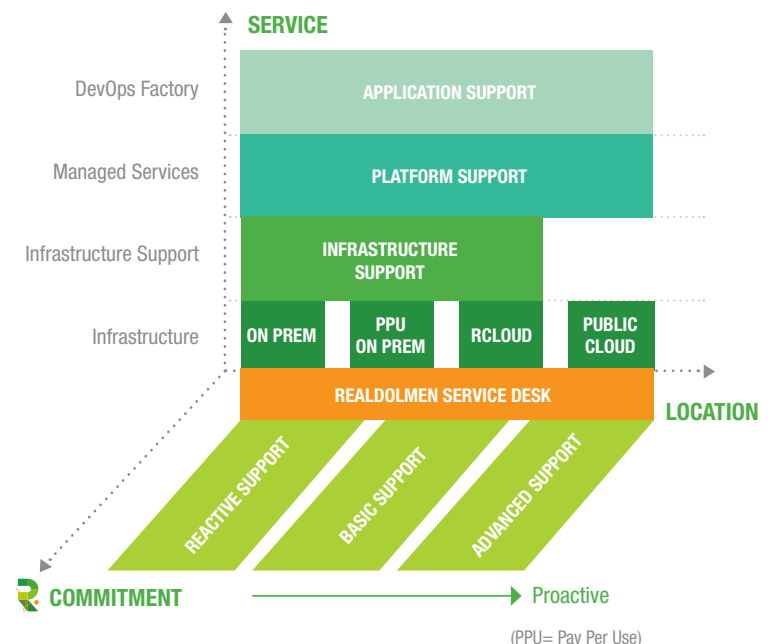 SERVICE
DevOps Factory
APPLICATION SUPPORT
Managed Services
PLATFORM SUPPORT
Infrastructure Support
INFRASTRUCTURE
SUPPORT
Infrastructure
ON PREM
PPU
ON PREM
RCLOUD
PUBLIC
CLOUD
REALDOLMEN SERVICE DESK
LOCATION
REACTIVE SUPPORT
BASIC SUPPORT
ADVANCED SUPPORT
COMMITMENT
Proactive
(PPU= Pay Per Use)